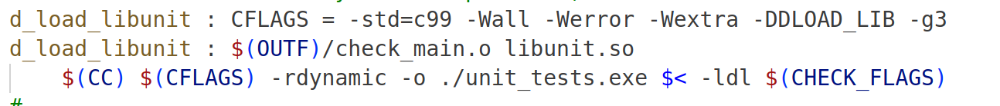 d_load_libunit : CFLAGS = -std=c99 -Wall -Werror -Wextra -DDLOAD_LIB -g3
d_load_libunit : $(OUTF)/check_main.o libunit.so
    $(CC) $(CFLAGS) -rdynamic -o ./unit_tests.exe $< -ldl $(CHECK_FLAGS)
#